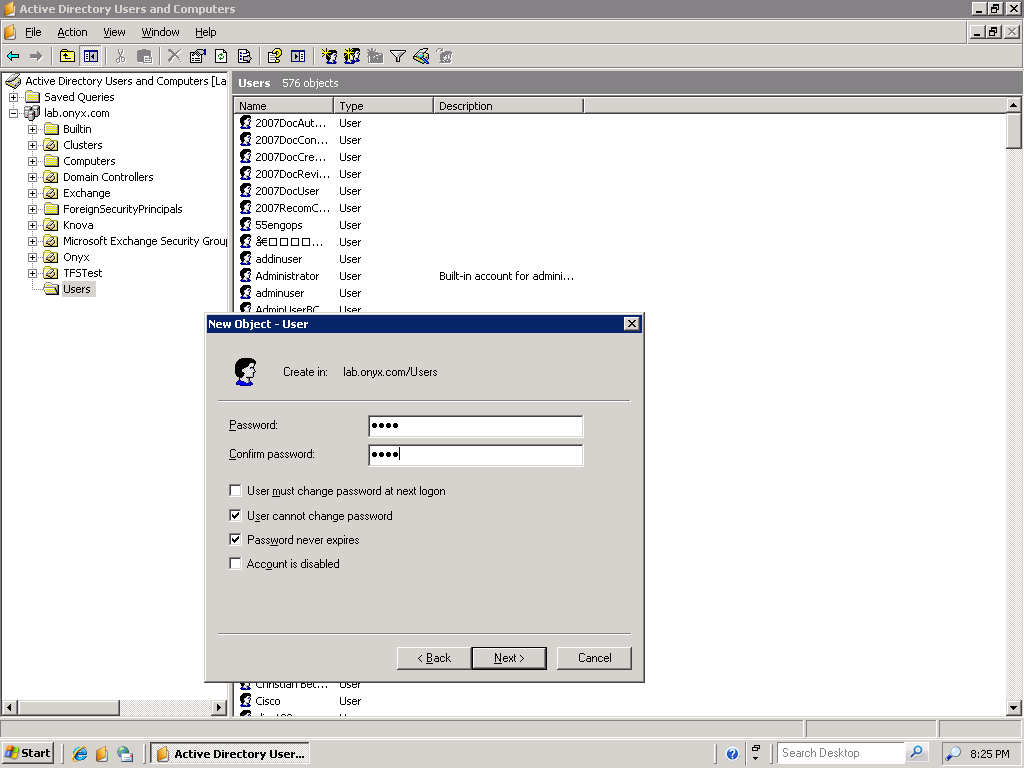 Active Directory Users and Computers
File Action View Window Help
Active Directory Users and Computers [La
Saved Queries
lab.onyx.com
Builtin
Clusters
Computers
Domain Controllers
Exchange
ForeignSecurityPrincipals
Knova
Microsoft Exchange Security Grou
Onyx
TFSTest
Users
Users 576 objects
Name Type Description
2007DocAut... User
2007DocCon... User
2007DocCre... User
2007DocRevi... User
2007DocUser User
2007RecomC... User
55engops User
å€□□□□... User
addinuser User
Administrator User Built-in account for admini...
adminuser User
AdminUserBC User
New Object - User
Create in: lab.onyx.com/Users
Password: ●●●●
Confirm password: ●●●●
User must change password at next logon
User cannot change password
Password never expires
Account is disabled
< Back Next > Cancel
Christian Bet... User
Cisco User
User
Start Active Directory User... Search Desktop 8:25 PM